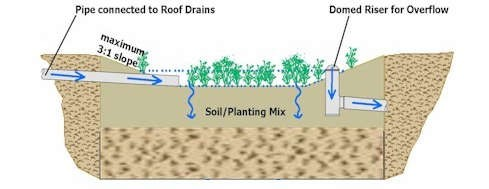 Pipe connected to Roof Drains
Domed Riser for Overflow
maximum
3:1 slope
Soil/Planting Mix